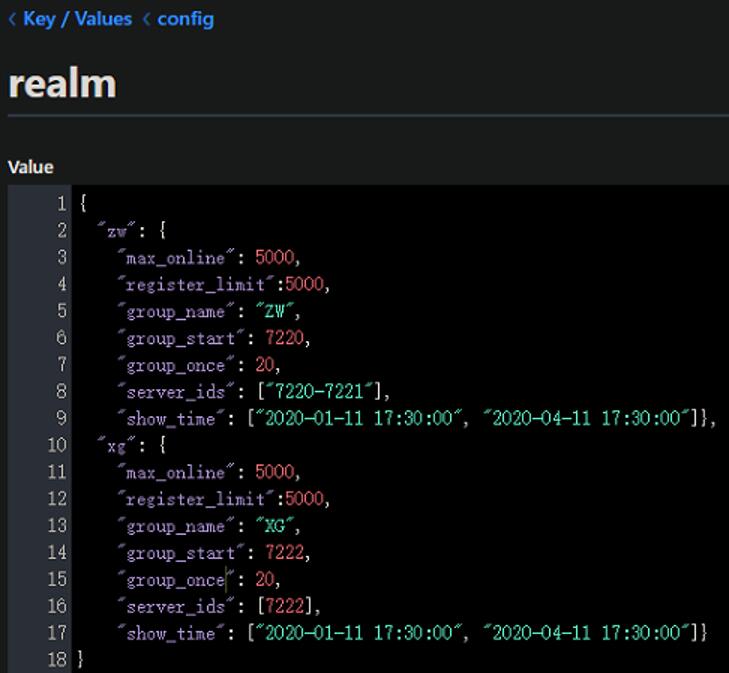 < Key / Values < config
realm
Value
1 {
2 "zw": {
3 "max_online": 5000,
4 "register_limit":5000,
5 "group_name": "ZW",
6 "group_start": 7220,
7 "group_once": 20,
8 "server_ids": ["7220-7221"],
9 "show_time": ["2020-01-11 17:30:00", "2020-04-11 17:30:00"]},
10 "xg": {
11 "max_online": 5000,
12 "register_limit":5000,
13 "group_name": "XG",
14 "group_start": 7222,
15 "group_once": 20,
16 "server_ids": [7222],
17 "show_time": ["2020-01-11 17:30:00", "2020-04-11 17:30:00"]}
18 }